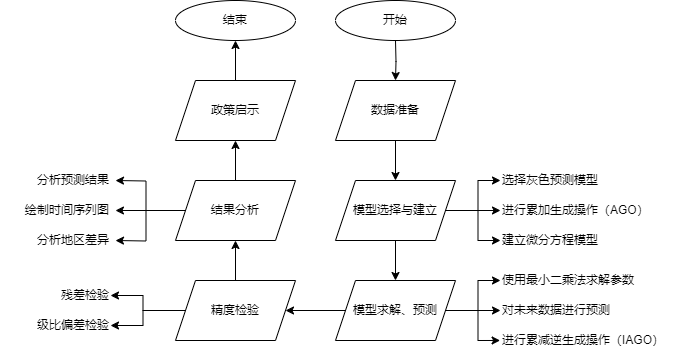 结束
开始
政策启示
数据准备
分析预测结果
绘制时间序列图
分析地区差异
结果分析
模型选择与建立
选择灰色预测模型
进行累加生成操作（AGO）
建立微分方程模型
残差检验
级比偏差检验
精度检验
模型求解、预测
使用最小二乘法求解参数
对未来数据进行预测
进行累减逆生成操作（IAGO）